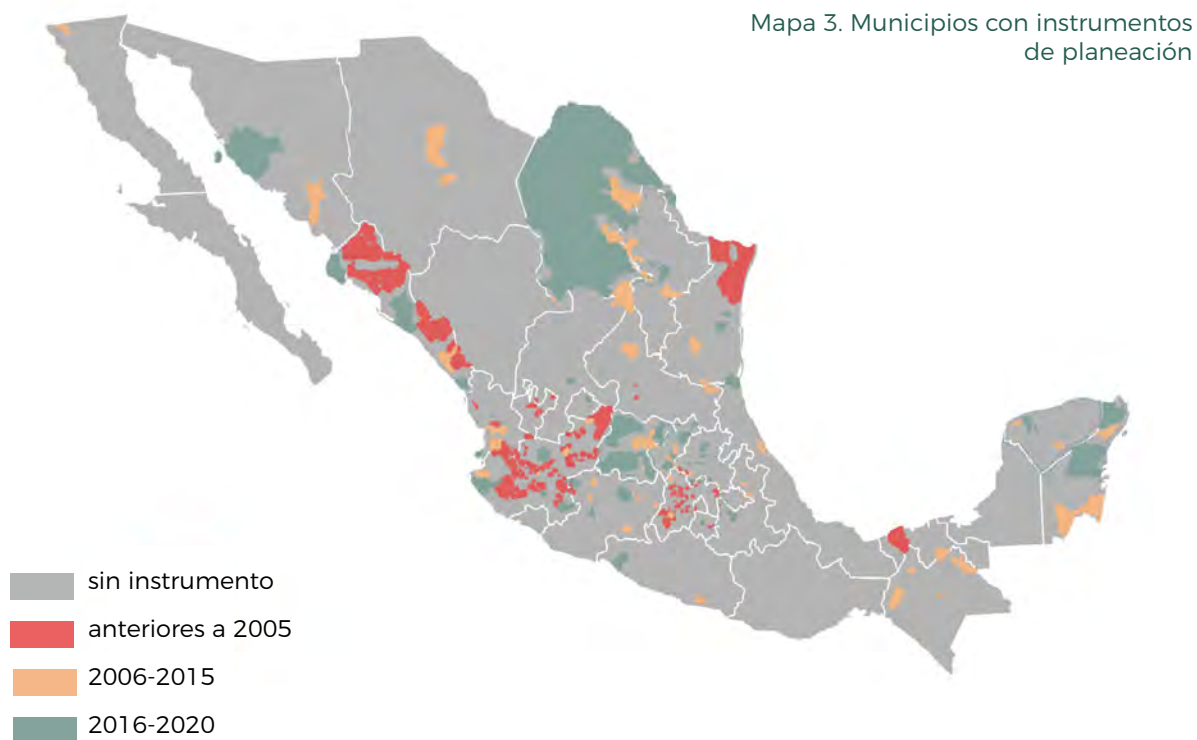 Mapa 3. Municipios con instrumentos
de planeación
sin instrumento
anteriores a 2005
2006-2015
2016-2020